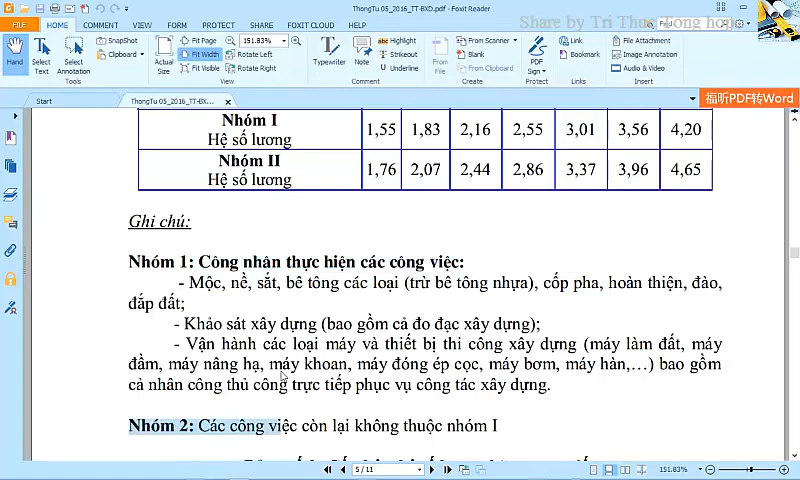 ThongTu 05_2016_TT-BXD.pdf - Foxit Reader
Share by Tri Thuc Cong hop
FILE HOME COMMENT VIEW FORM PROTECT SHARE FOXIT CLOUD HELP
Hand
Select Text
Select Annotation
SnapShot
Clipboard
Actual Size
Fit Page
Fit Width
Fit Visible
151.83%
Rotate Left
Rotate Right
Typewriter
Note
Highlight
Strikeout
Underline
From File
From Scanner
Blank
From Clipboard
PDF Sign
Link
Bookmark
File Attachment
Image Annotation
Audio & Video
Tools View Comment Create Protect Links Insert
Start ThongTu 05_2016_TT-BX... 福昕PDF转Word
Nhóm I
Hệ số lương 1,55 1,83 2,16 2,55 3,01 3,56 4,20
Nhóm II
Hệ số lương 1,76 2,07 2,44 2,86 3,37 3,96 4,65
Ghi chú:
Nhóm 1: Công nhân thực hiện các công việc:
- Mộc, nề, sắt, bê tông các loại (trừ bê tông nhựa), cốp pha, hoàn thiện, đào,
đắp đất;
- Khảo sát xây dựng (bao gồm cả đo đạc xây dựng);
- Vận hành các loại máy và thiết bị thi công xây dựng (máy làm đất, máy
đầm, máy nâng hạ, máy khoan, máy đóng ép cọc, máy bơm, máy hàn,…) bao gồm
cả nhân công thủ công trực tiếp phục vụ công tác xây dựng.
Nhóm 2: Các công việc còn lại không thuộc nhóm I
5 / 11 151.83%